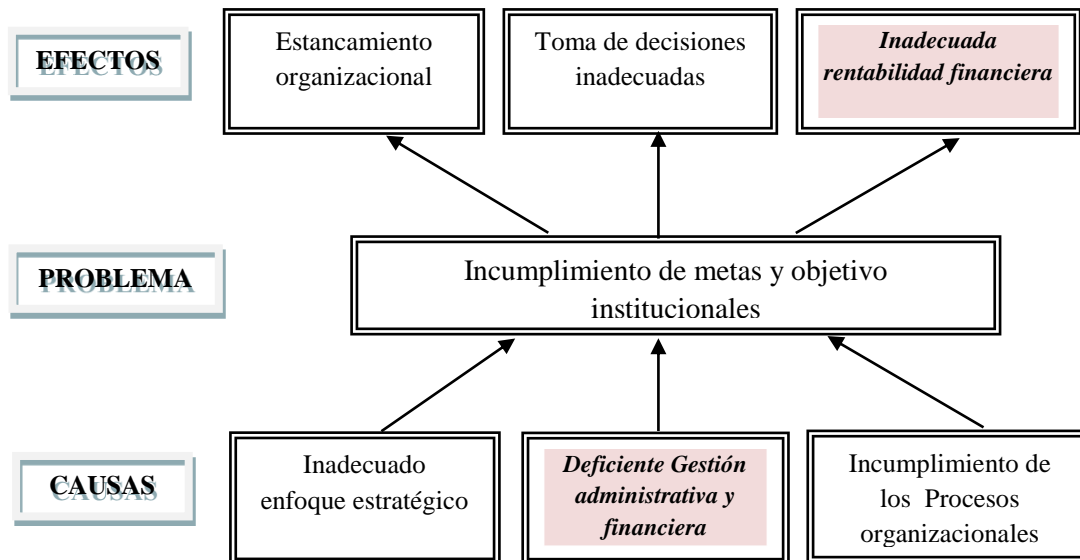 EFECTOS
Estancamiento
organizacional
Toma de decisiones
inadecuadas
Inadecuada
rentabilidad financiera
PROBLEMA
Incumplimiento de metas y objetivo
institucionales
CAUSAS
Inadecuado
enfoque estratégico
Deficiente Gestión
administrativa y
financiera
Incumplimiento de
los Procesos
organizacionales